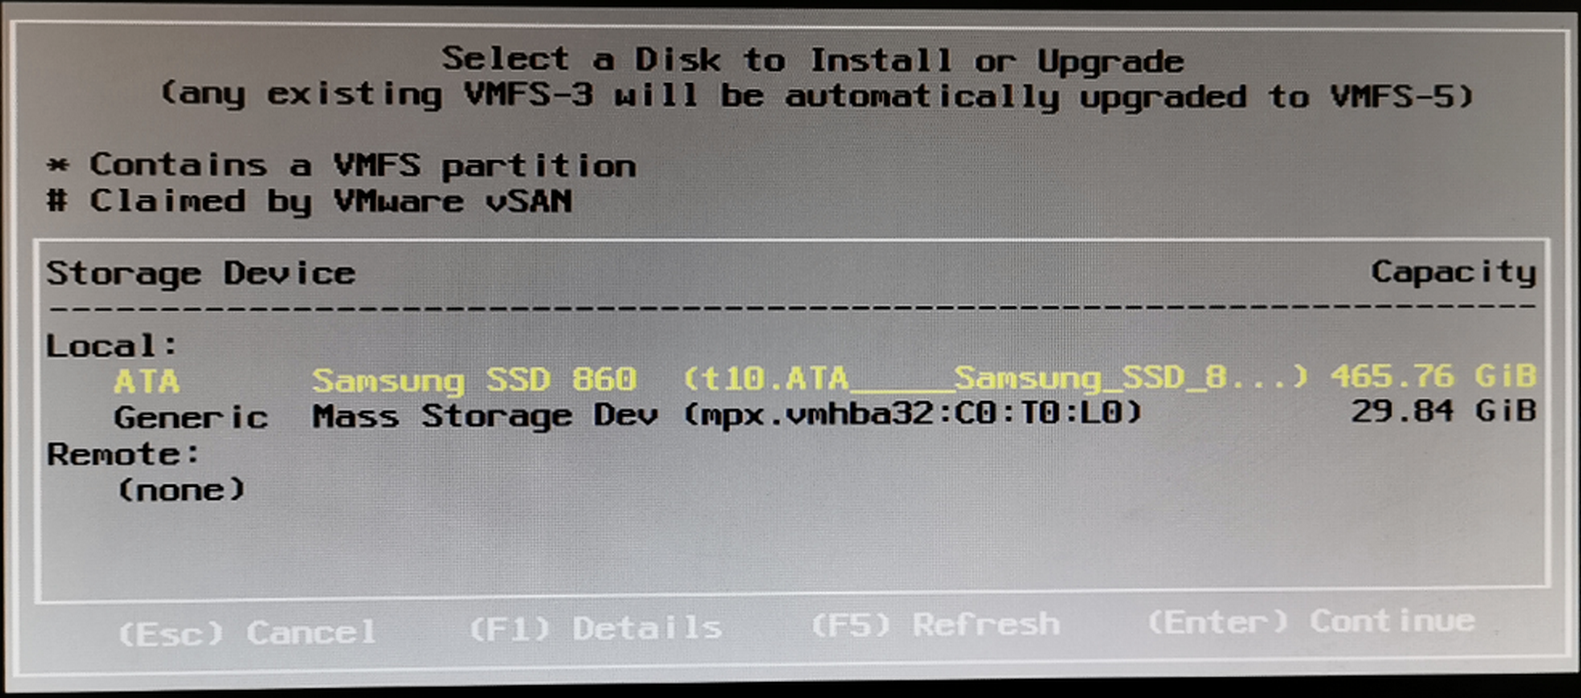 Select a Disk to Install or Upgrade
(any existing VMFS-3 will be automatically upgraded to VMFS-5)
* Contains a VMFS partition
# Claimed by VMware vSAN
Storage Device Capacity
--------------------------------------------------------------------
Local:
ATA Samsung SSD 860 (t10.ATA_____Samsung_SSD_8...) 465.76 GiB
Generic Mass Storage Dev (mpx.vmhba32:C0:T0:L0) 29.84 GiB
Remote:
(none)
(Esc) Cancel (F1) Details (F5) Refresh (Enter) Continue